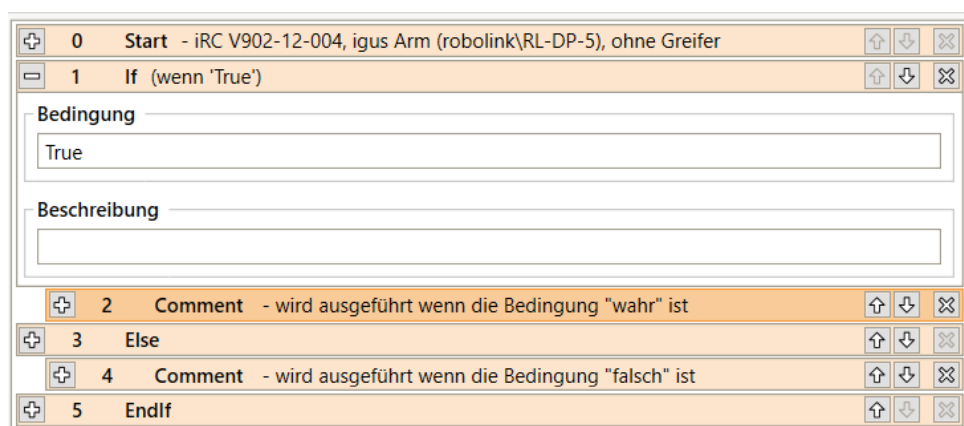 0 Start - iRC V902-12-004, igus Arm (robolink\RL-DP-5), ohne Greifer
1 If (wenn 'True')
Bedingung
True
Beschreibung
2 Comment - wird ausgeführt wenn die Bedingung "wahr" ist
3 Else
4 Comment - wird ausgeführt wenn die Bedingung "falsch" ist
5 EndIf